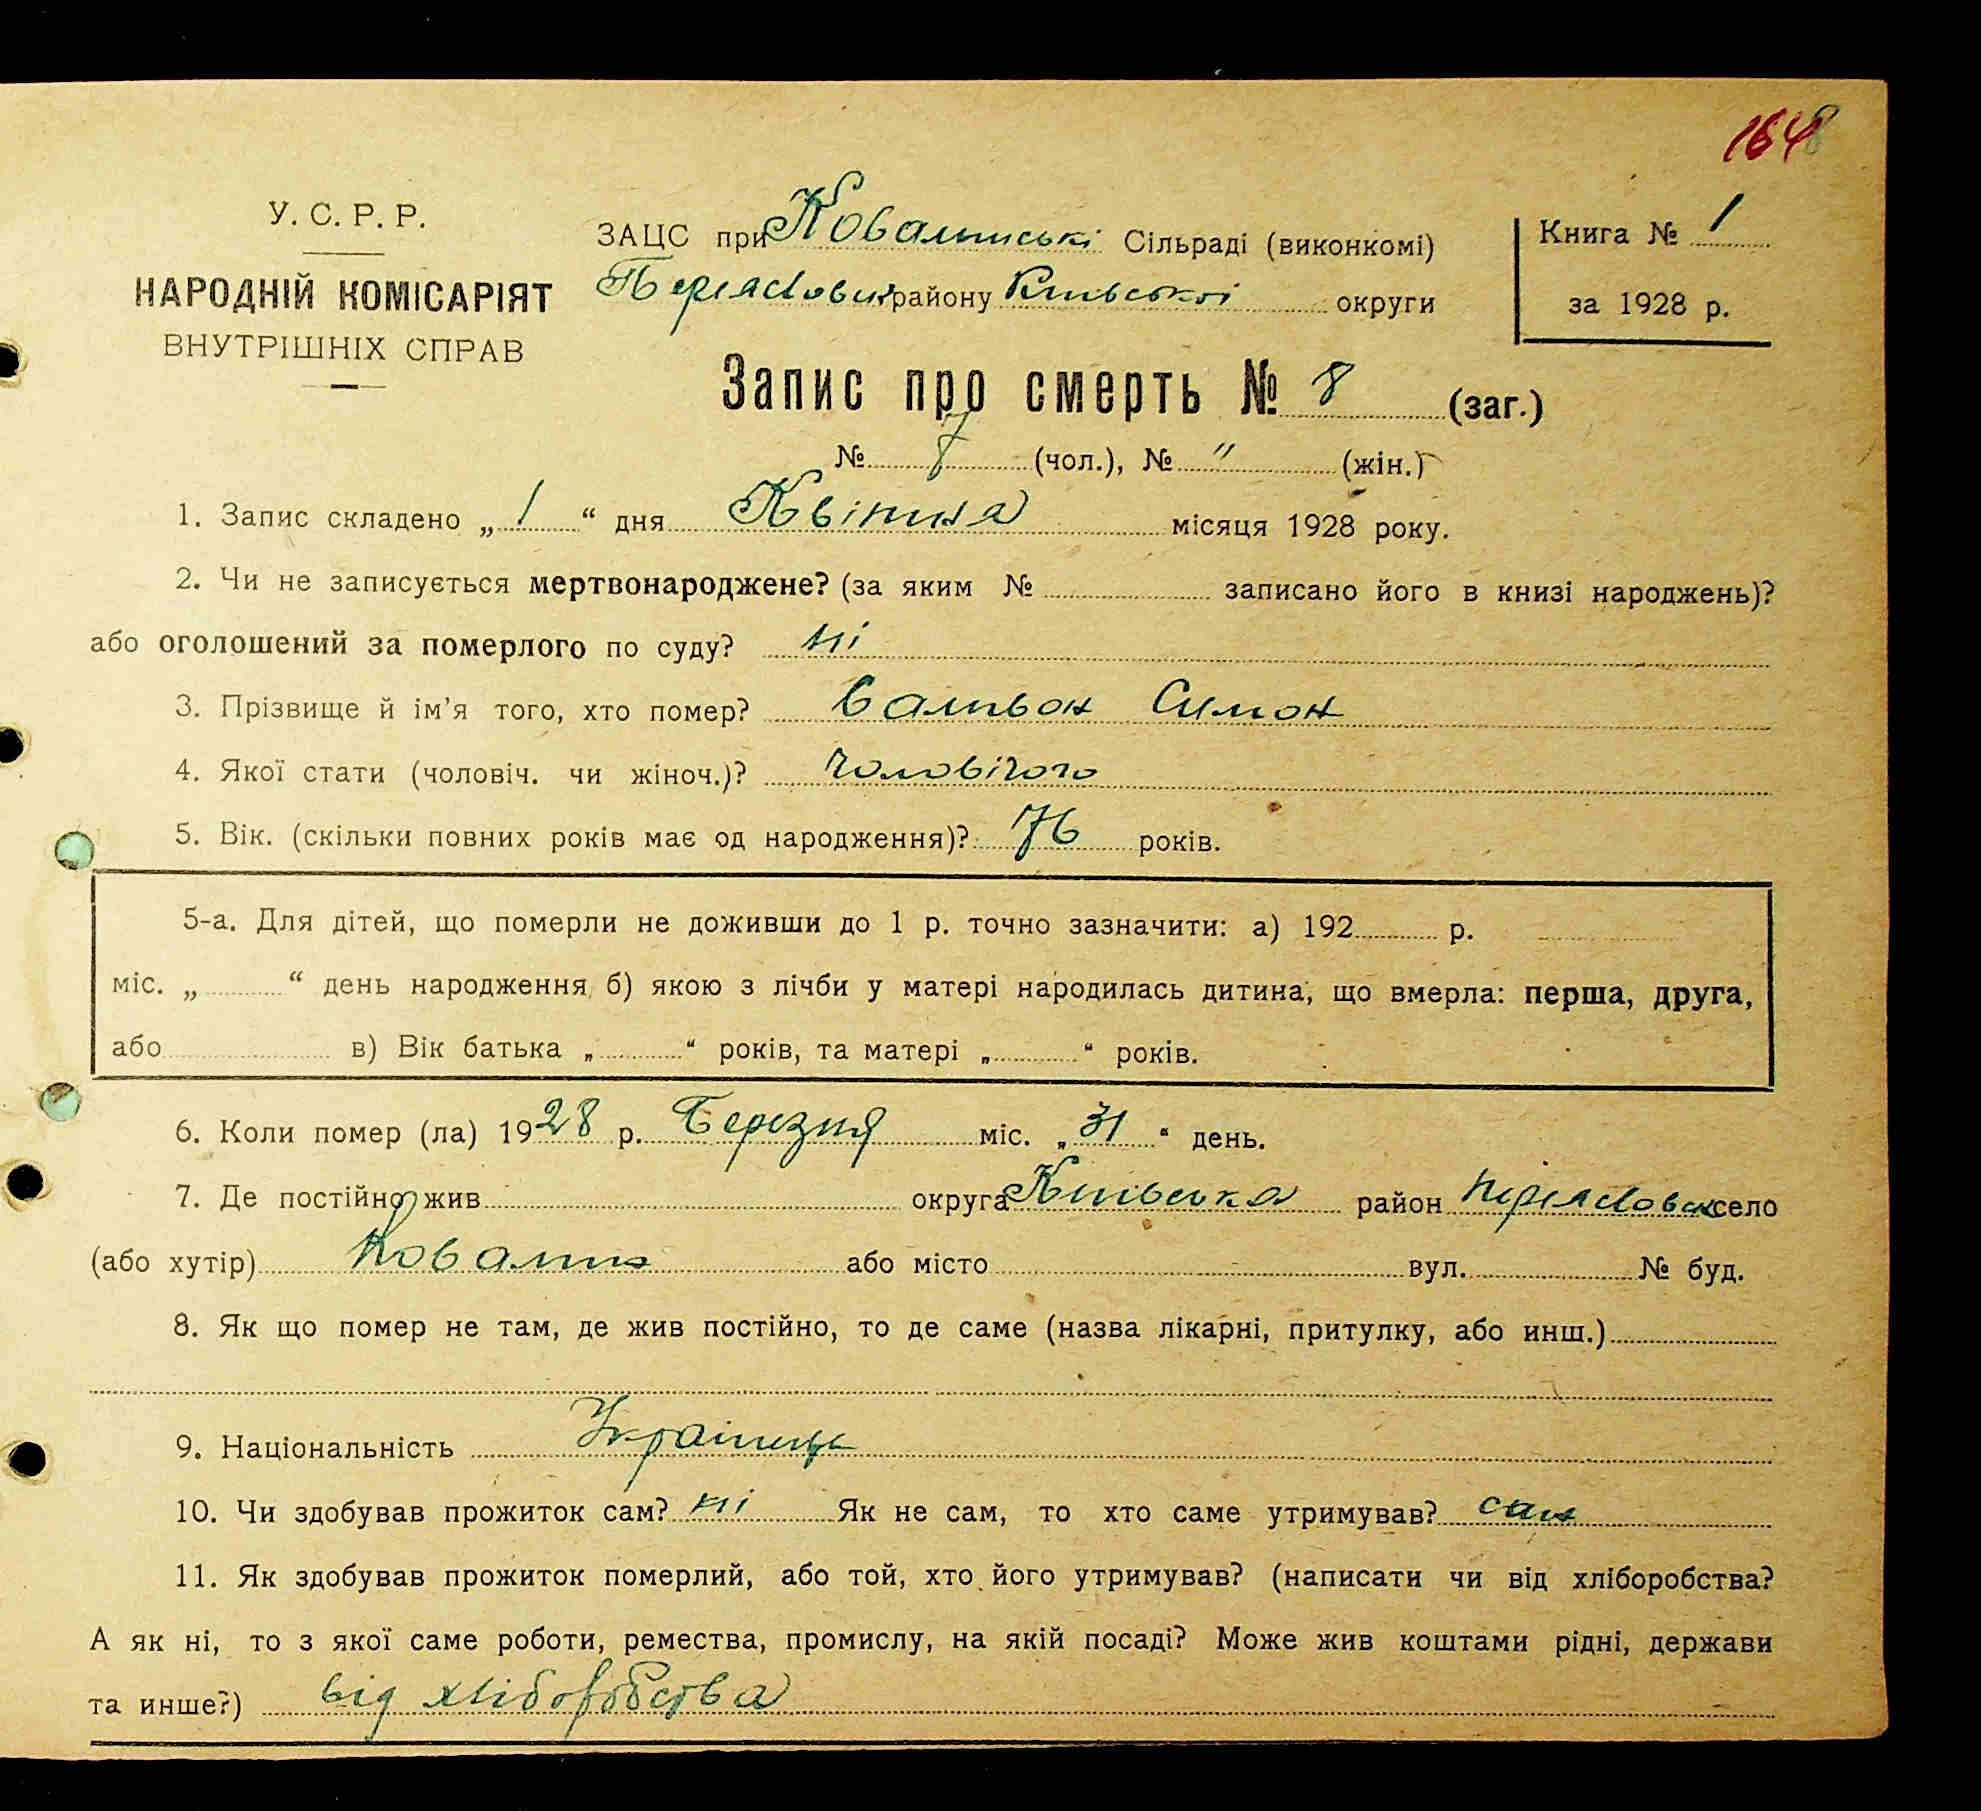 164
У. С. Р. Р.
НАРОДНІЙ КОМІСАРІЯТ
ВНУТРІШНІХ СПРАВ
ЗАЦС при Ковалинські Сільраді (виконкомі)
району Київської округи
Книга № 1
за 1928 р.
Запис про смерть № 8 (заг.)
№ (чол.), № " (жін.)
1. Запис складено „ 1 “ дня Квітня місяця 1928 року.
2. Чи не записується мертвонароджене? (за яким № записано його в книзі народжень)?
або оголошений за померлого по суду? ні
3. Прізвище й ім’я того, хто помер? Симон
4. Якої стати (чоловіч. чи жіноч.)? чоловічого
5. Вік. (скільки повних років має од народження)? 76 років.
5-а. Для дітей, що померли не доживши до 1 р. точно зазначити: а) 192 р.
міс. „ “ день народження б) якою з лічби у матері народилась дитина, що вмерла: перша, друга,
або в) Вік батька „ “ років, та матері „ “ років.
6. Коли помер (ла) 1928 р. Березня міс. „ 31 “ день.
7. Де постійно жив округа Київська район село
(або хутір) Ковалин або місто вул. № буд.
8. Як що помер не там, де жив постійно, то де саме (назва лікарні, притулку, або инш.)
9. Національність Українець
10. Чи здобував прожиток сам? ні Як не сам, то хто саме утримував? син
11. Як здобував прожиток померлий, або той, хто його утримував? (написати чи від хліборобства?
А як ні, то з якої саме роботи, ремества, промислу, на якій посаді? Може жив коштами рідні, держави
та инше?) від хліборобства